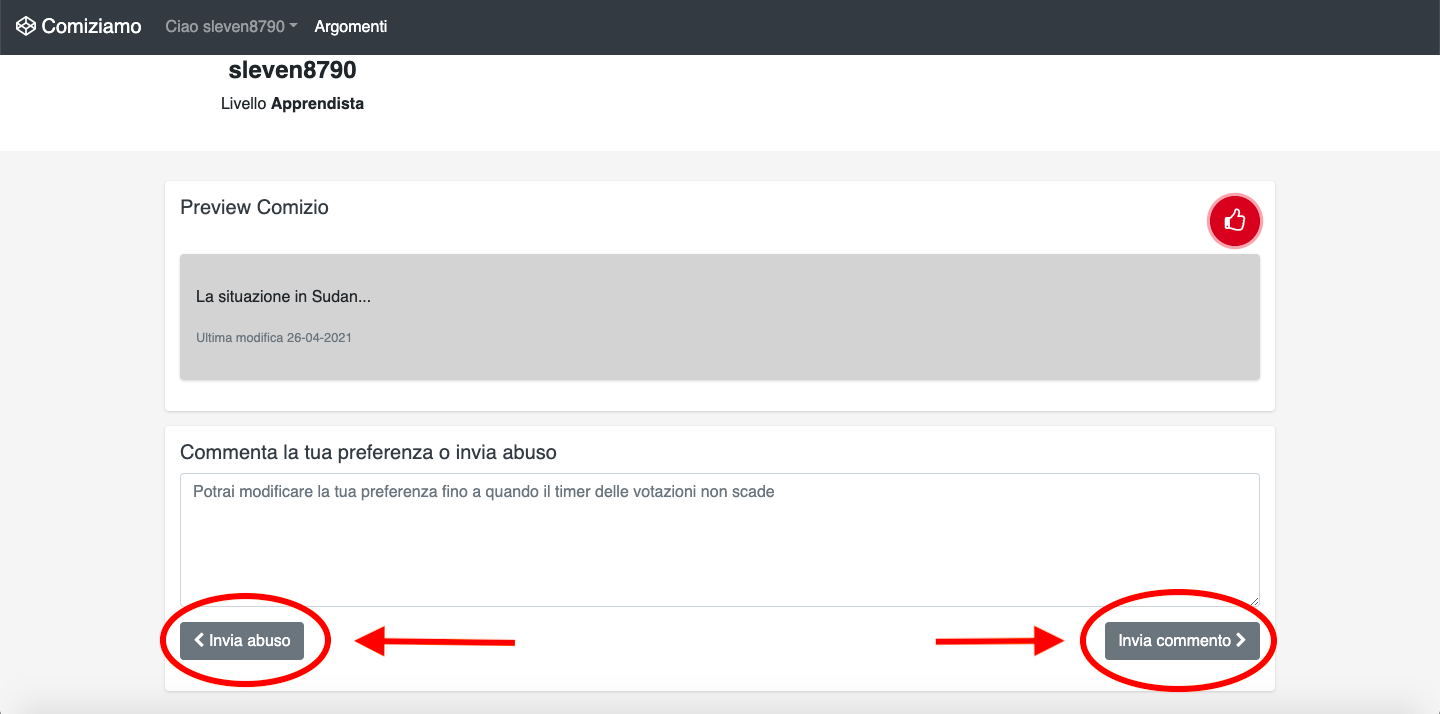 Comiziamo Ciao sleven8790 Argomenti
sleven8790
Livello Apprendista
Preview Comizio
La situazione in Sudan...
Ultima modifica 26-04-2021
Commenta la tua preferenza o invia abuso
Potrai modificare la tua preferenza fino a quando il timer delle votazioni non scade
Invia abuso
Invia commento